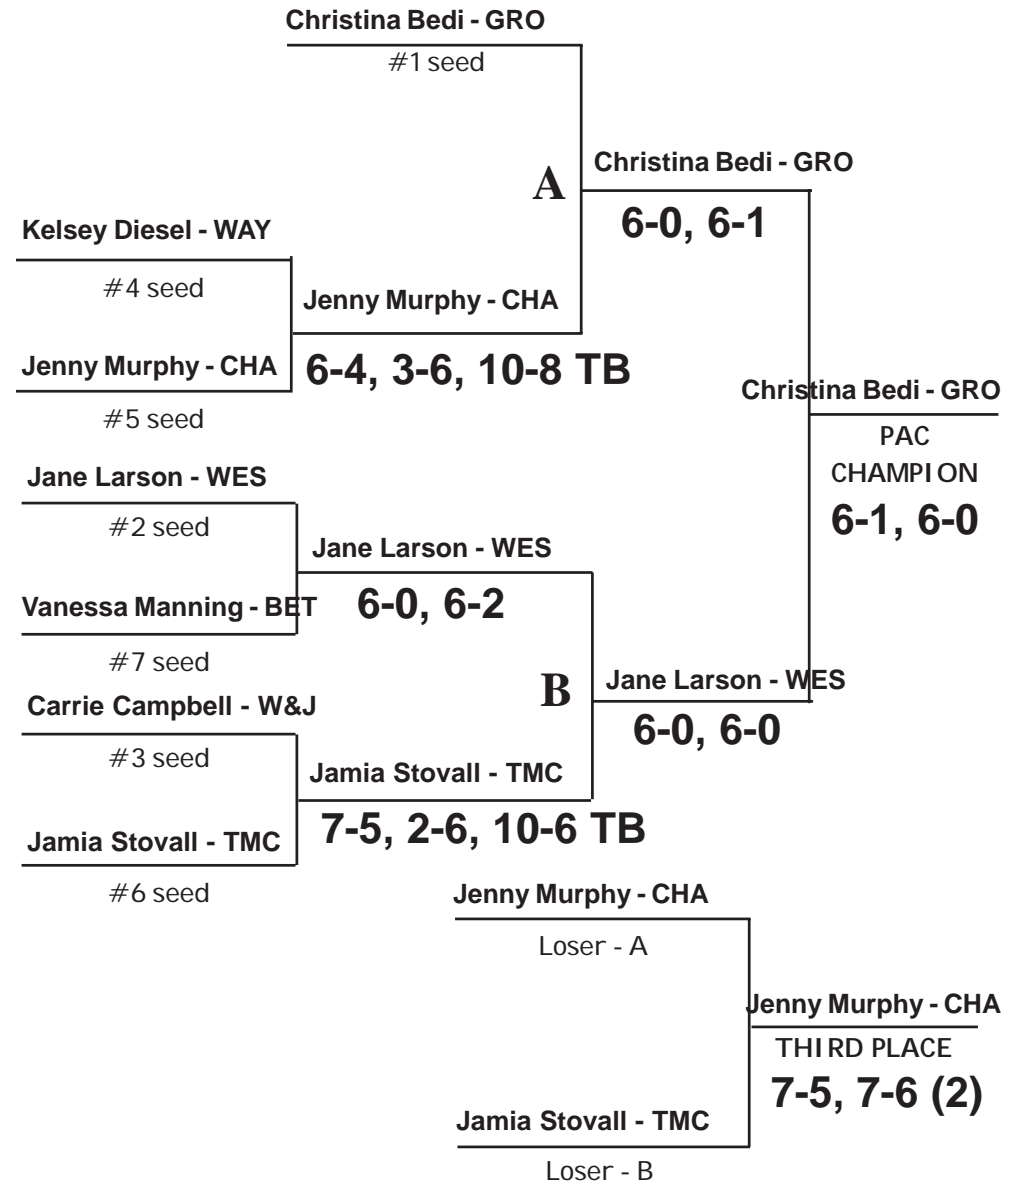 Christina Bedi - GRO
#1 seed
A
Christina Bedi - GRO
6-0, 6-1
Kelsey Diesel - WAY
#4 seed
Jenny Murphy - CHA
6-4, 3-6, 10-8 TB
Jenny Murphy - CHA
#5 seed
Christina Bedi - GRO
PAC
CHAMPION
6-1, 6-0
Jane Larson - WES
#2 seed
Jane Larson - WES
6-0, 6-2
Vanessa Manning - BET
#7 seed
B
Jane Larson - WES
6-0, 6-0
Carrie Campbell - W&J
#3 seed
Jamia Stovall - TMC
7-5, 2-6, 10-6 TB
Jamia Stovall - TMC
#6 seed
Jenny Murphy - CHA
Loser - A
Jenny Murphy - CHA
THIRD PLACE
7-5, 7-6 (2)
Jamia Stovall - TMC
Loser - B